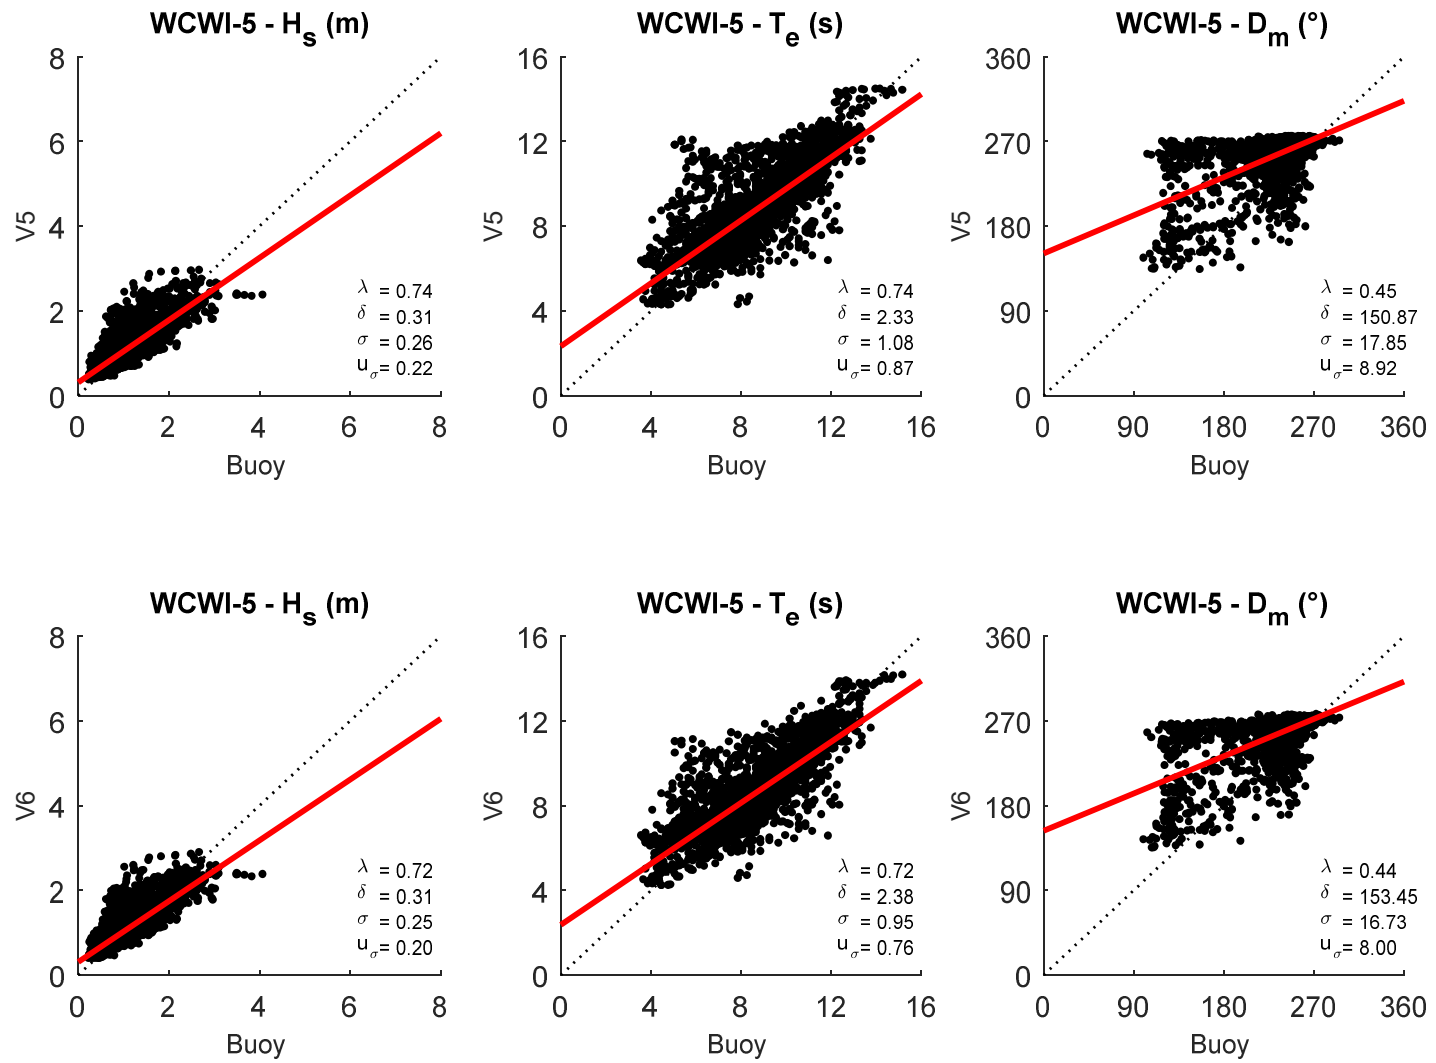 WCWI-5 - Hs (m)
8
6
4
2
0
V5
λ = 0.74
δ = 0.31
σ = 0.26
uσ= 0.22
0 2 4 6 8
Buoy
WCWI-5 - Te (s)
16
12
8
4
0
V5
λ = 0.74
δ = 2.33
σ = 1.08
uσ= 0.87
0 4 8 12 16
Buoy
WCWI-5 - Dm (°)
360
270
180
90
0
V5
λ = 0.45
δ = 150.87
σ = 17.85
uσ= 8.92
0 90 180 270 360
Buoy
WCWI-5 - Hs (m)
8
6
4
2
0
V6
λ = 0.72
δ = 0.31
σ = 0.25
uσ= 0.20
0 2 4 6 8
Buoy
WCWI-5 - Te (s)
16
12
8
4
0
V6
λ = 0.72
δ = 2.38
σ = 0.95
uσ= 0.76
0 4 8 12 16
Buoy
WCWI-5 - Dm (°)
360
270
180
90
0
V6
λ = 0.44
δ = 153.45
σ = 16.73
uσ= 8.00
0 90 180 270 360
Buoy